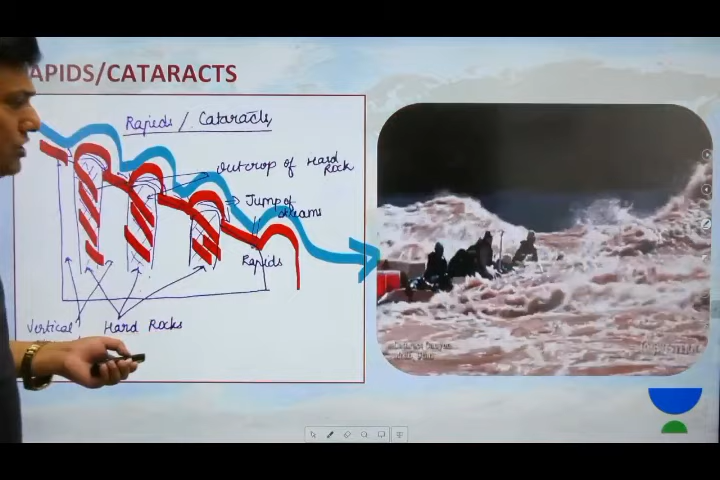 APIDS/CATARACTS
Rapids / Cataracts
Outcrop of Hard
Rock
Jump of
streams
Rapids
Vertical Hard Rocks